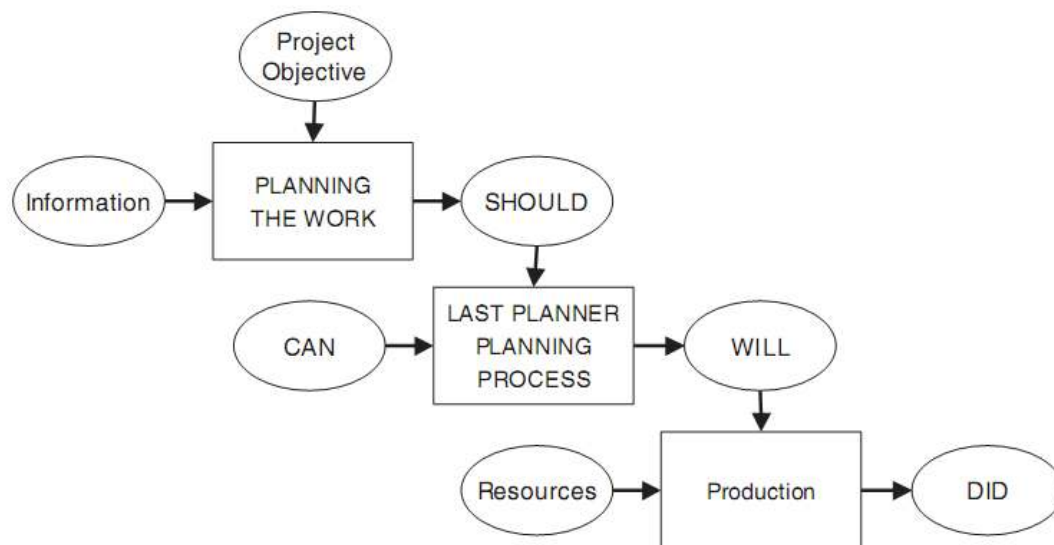 Project
Objective
Information
PLANNING
THE WORK
SHOULD
CAN
LAST PLANNER
PLANNING
PROCESS
WILL
Resources
Production
DID